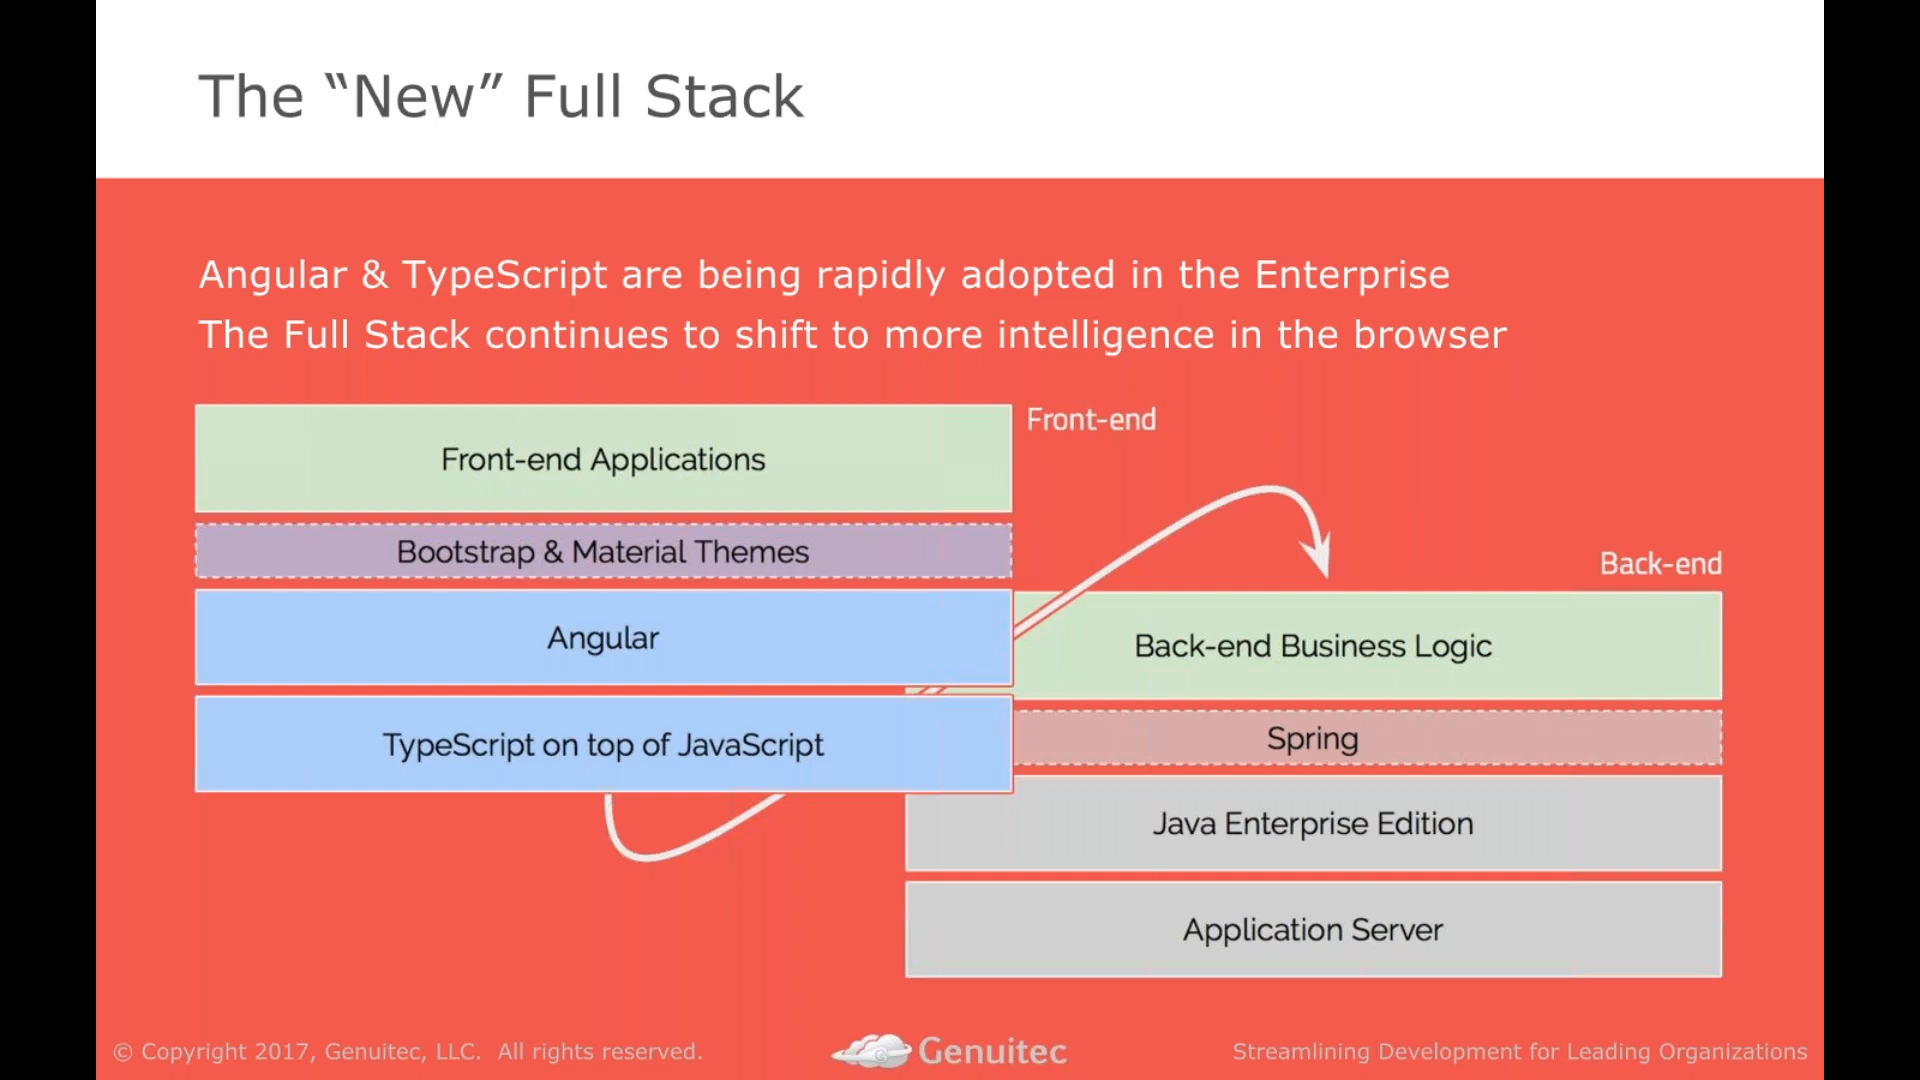 The “New” Full Stack
Angular & TypeScript are being rapidly adopted in the Enterprise
The Full Stack continues to shift to more intelligence in the browser
Front-end
Front-end Applications
Bootstrap & Material Themes
Angular
TypeScript on top of JavaScript
Back-end
Back-end Business Logic
Spring
Java Enterprise Edition
Application Server
© Copyright 2017, Genuitec, LLC. All rights reserved.
Genuitec
Streamlining Development for Leading Organizations